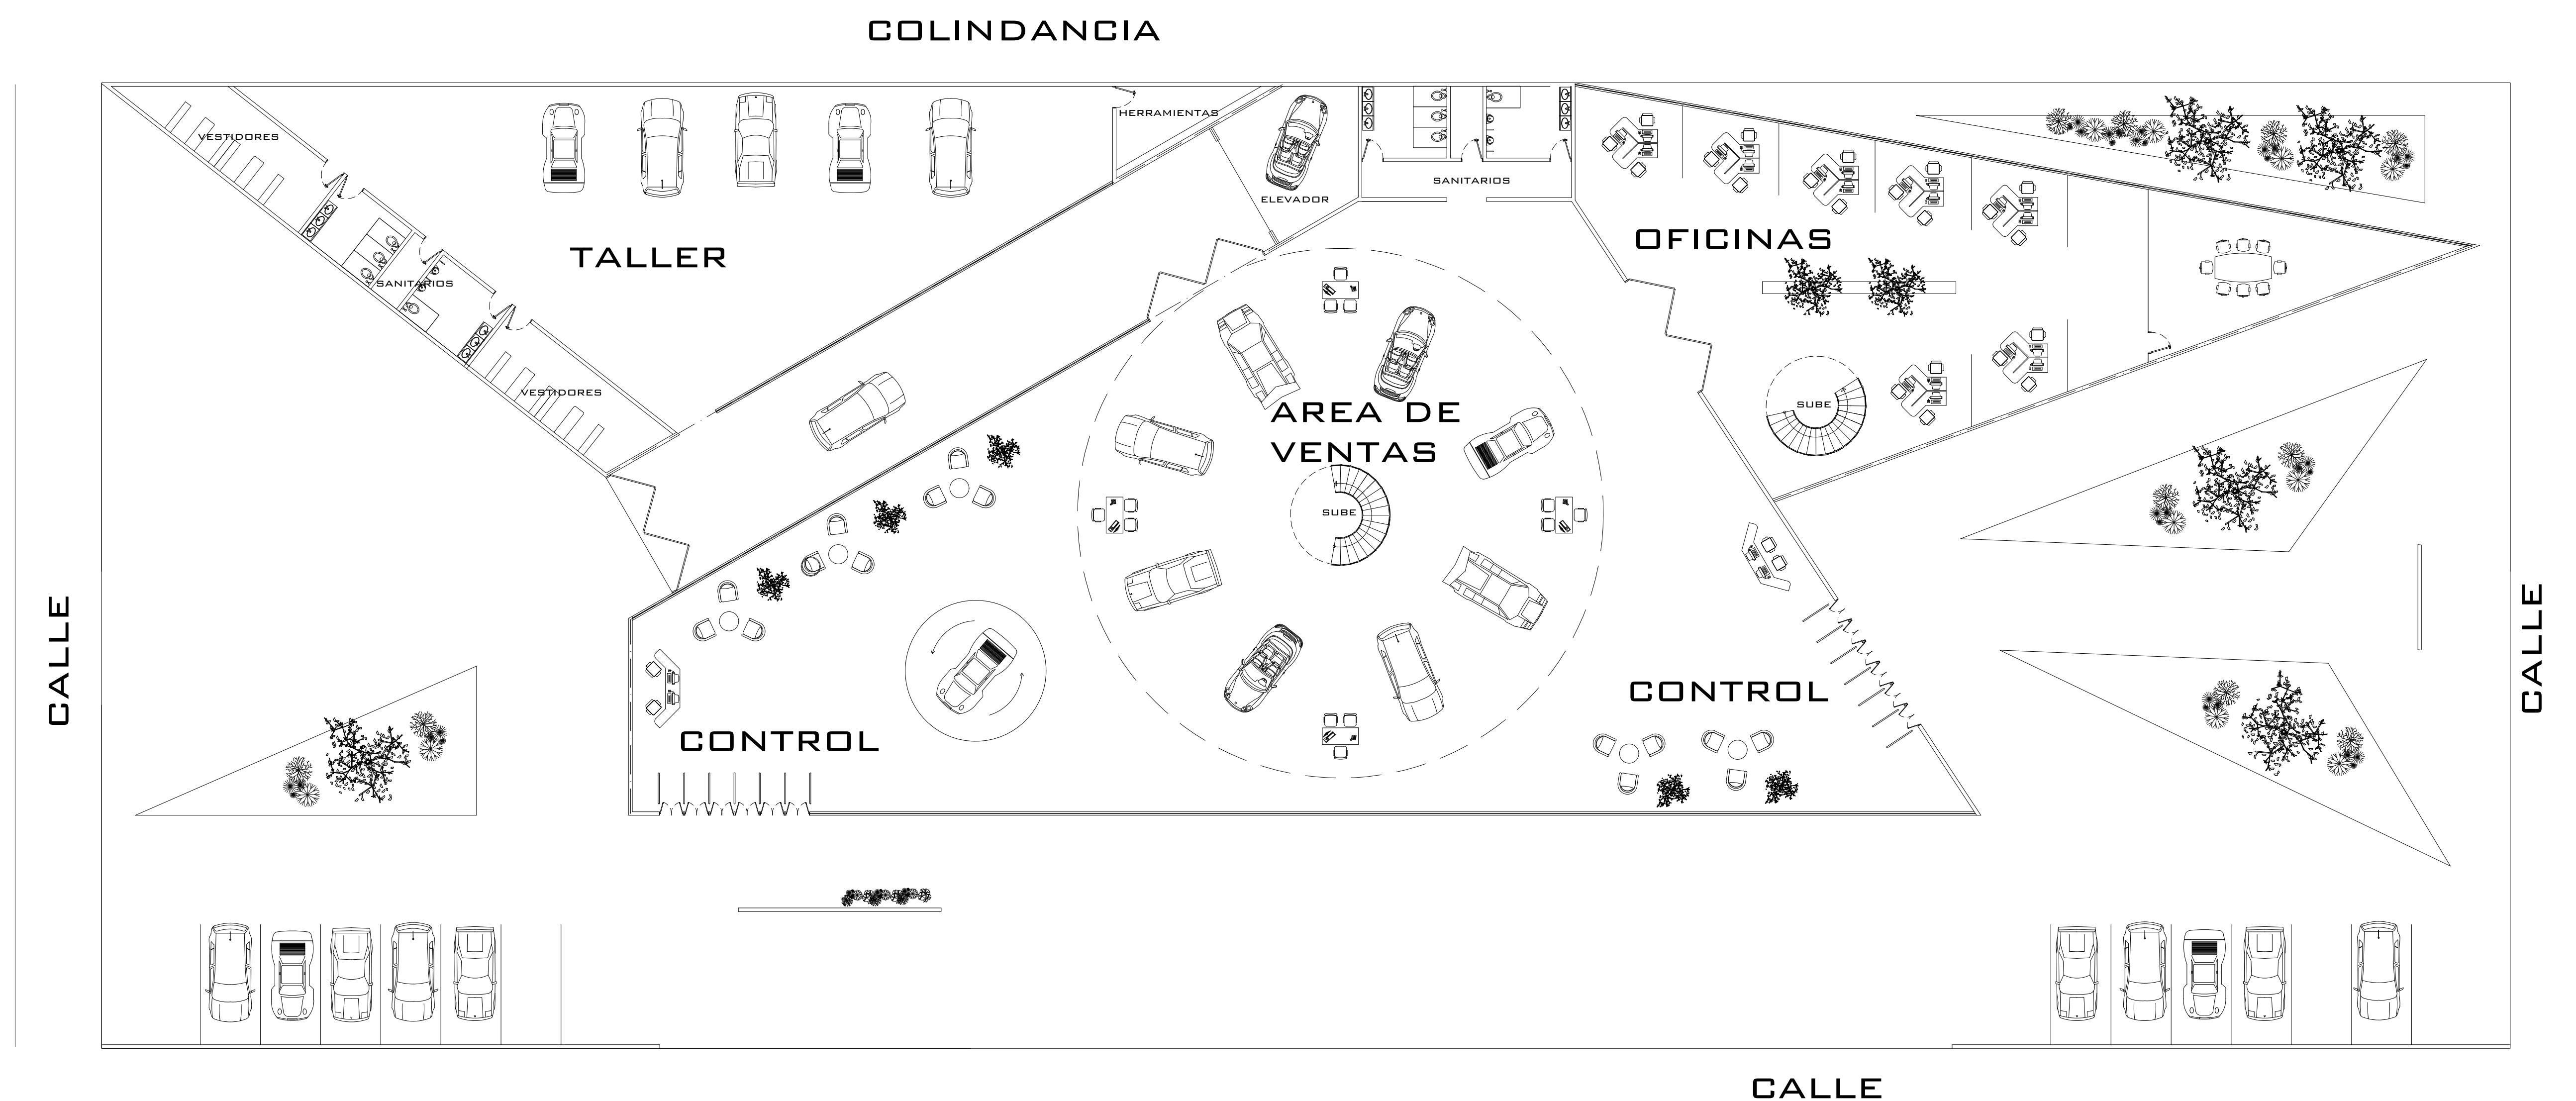 COLINDANCIA
HERRAMIENTAS
VESTIDORES
SANITARIOS
ELEVADOR
OFICINAS
TALLER
SANITARIOS
VESTIDORES
AREA DE
VENTAS
SUBE
SUBE
CALLE
CALLE
CONTROL
CONTROL
CALLE